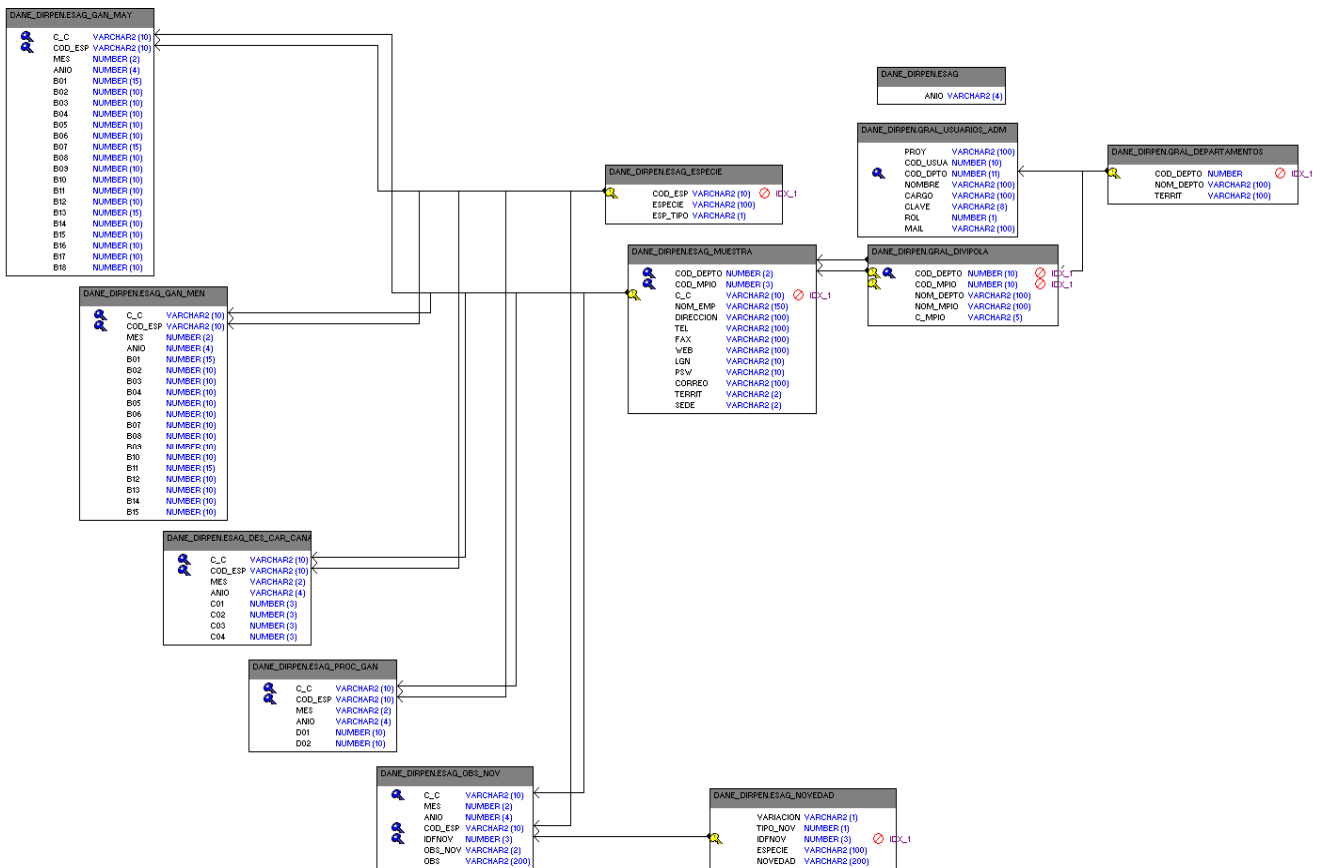 DANE_DIRPEN.ESAG_GAN_MAY
C_C VARCHAR2 (10)
COD_ESP VARCHAR2 (10)
MES NUMBER (2)
ANIO NUMBER (4)
B01 NUMBER (15)
B02 NUMBER (10)
B03 NUMBER (10)
B04 NUMBER (10)
B05 NUMBER (10)
B06 NUMBER (10)
B07 NUMBER (15)
B08 NUMBER (10)
B09 NUMBER (10)
B10 NUMBER (10)
B11 NUMBER (10)
B12 NUMBER (10)
B13 NUMBER (15)
B14 NUMBER (10)
B15 NUMBER (10)
B16 NUMBER (10)
B17 NUMBER (10)
B18 NUMBER (10)
DANE_DIRPEN.ESAG
ANIO VARCHAR2 (4)
DANE_DIRPEN.GRAL_USUARIOS_ADM
PROY VARCHAR2 (100)
COD_USUA NUMBER (10)
COD_DPTO NUMBER (11)
NOMBRE VARCHAR2 (100)
CARGO VARCHAR2 (100)
CLAVE VARCHAR2 (8)
ROL NUMBER (1)
MAIL VARCHAR2 (100)
DANE_DIRPEN.GRAL_DEPARTAMENTOS
COD_DEPTO NUMBER IDX_1
NOM_DEPTO VARCHAR2 (100)
TERRIT VARCHAR2 (100)
DANE_DIRPEN.ESAG_ESPECIE
COD_ESP VARCHAR2 (10) IDX_1
ESPECIE VARCHAR2 (100)
ESP_TIPO VARCHAR2 (1)
DANE_DIRPEN.ESAG_MUESTRA
COD_DEPTO NUMBER (2)
COD_MPIO NUMBER (3)
C_C VARCHAR2 (10) IDX_1
NOM_EMP VARCHAR2 (150)
DIRECCION VARCHAR2 (100)
TEL VARCHAR2 (100)
FAX VARCHAR2 (100)
WEB VARCHAR2 (100)
LGN VARCHAR2 (10)
PSW VARCHAR2 (10)
CORREO VARCHAR2 (100)
TERRIT VARCHAR2 (2)
SEDE VARCHAR2 (2)
DANE_DIRPEN.GRAL_DIVIPOLA
COD_DEPTO NUMBER (10) IDX_1
COD_MPIO NUMBER (10) IDX_1
NOM_DEPTO VARCHAR2 (100)
NOM_MPIO VARCHAR2 (100)
C_MPIO VARCHAR2 (5)
DANE_DIRPEN.ESAG_GAN_MEN
C_C VARCHAR2 (10)
COD_ESP VARCHAR2 (10)
MES NUMBER (2)
ANIO NUMBER (4)
B01 NUMBER (15)
B02 NUMBER (10)
B03 NUMBER (10)
B04 NUMBER (10)
B05 NUMBER (10)
B06 NUMBER (10)
B07 NUMBER (10)
B08 NUMBER (10)
B09 NUMBER (10)
B10 NUMBER (10)
B11 NUMBER (15)
B12 NUMBER (10)
B13 NUMBER (10)
B14 NUMBER (10)
B15 NUMBER (10)
DANE_DIRPEN.ESAG_DES_CAR_CANA
C_C VARCHAR2 (10)
COD_ESP VARCHAR2 (10)
MES VARCHAR2 (2)
ANIO VARCHAR2 (4)
C01 NUMBER (3)
C02 NUMBER (3)
C03 NUMBER (3)
C04 NUMBER (3)
DANE_DIRPEN.ESAG_PROC_GAN
C_C VARCHAR2 (10)
COD_ESP VARCHAR2 (10)
MES VARCHAR2 (2)
ANIO VARCHAR2 (4)
D01 NUMBER (10)
D02 NUMBER (10)
DANE_DIRPEN.ESAG_OBS_NOV
C_C VARCHAR2 (10)
MES NUMBER (2)
ANIO NUMBER (4)
COD_ESP VARCHAR2 (10)
IDFNOV NUMBER (3)
OBS_NOV VARCHAR2 (2)
OBS VARCHAR2 (200)
DANE_DIRPEN.ESAG_NOVEDAD
VARIACION VARCHAR2 (1)
TIPO_NOV NUMBER (1)
IDFNOV NUMBER (3) IDX_1
ESPECIE VARCHAR2 (100)
NOVEDAD VARCHAR2 (200)